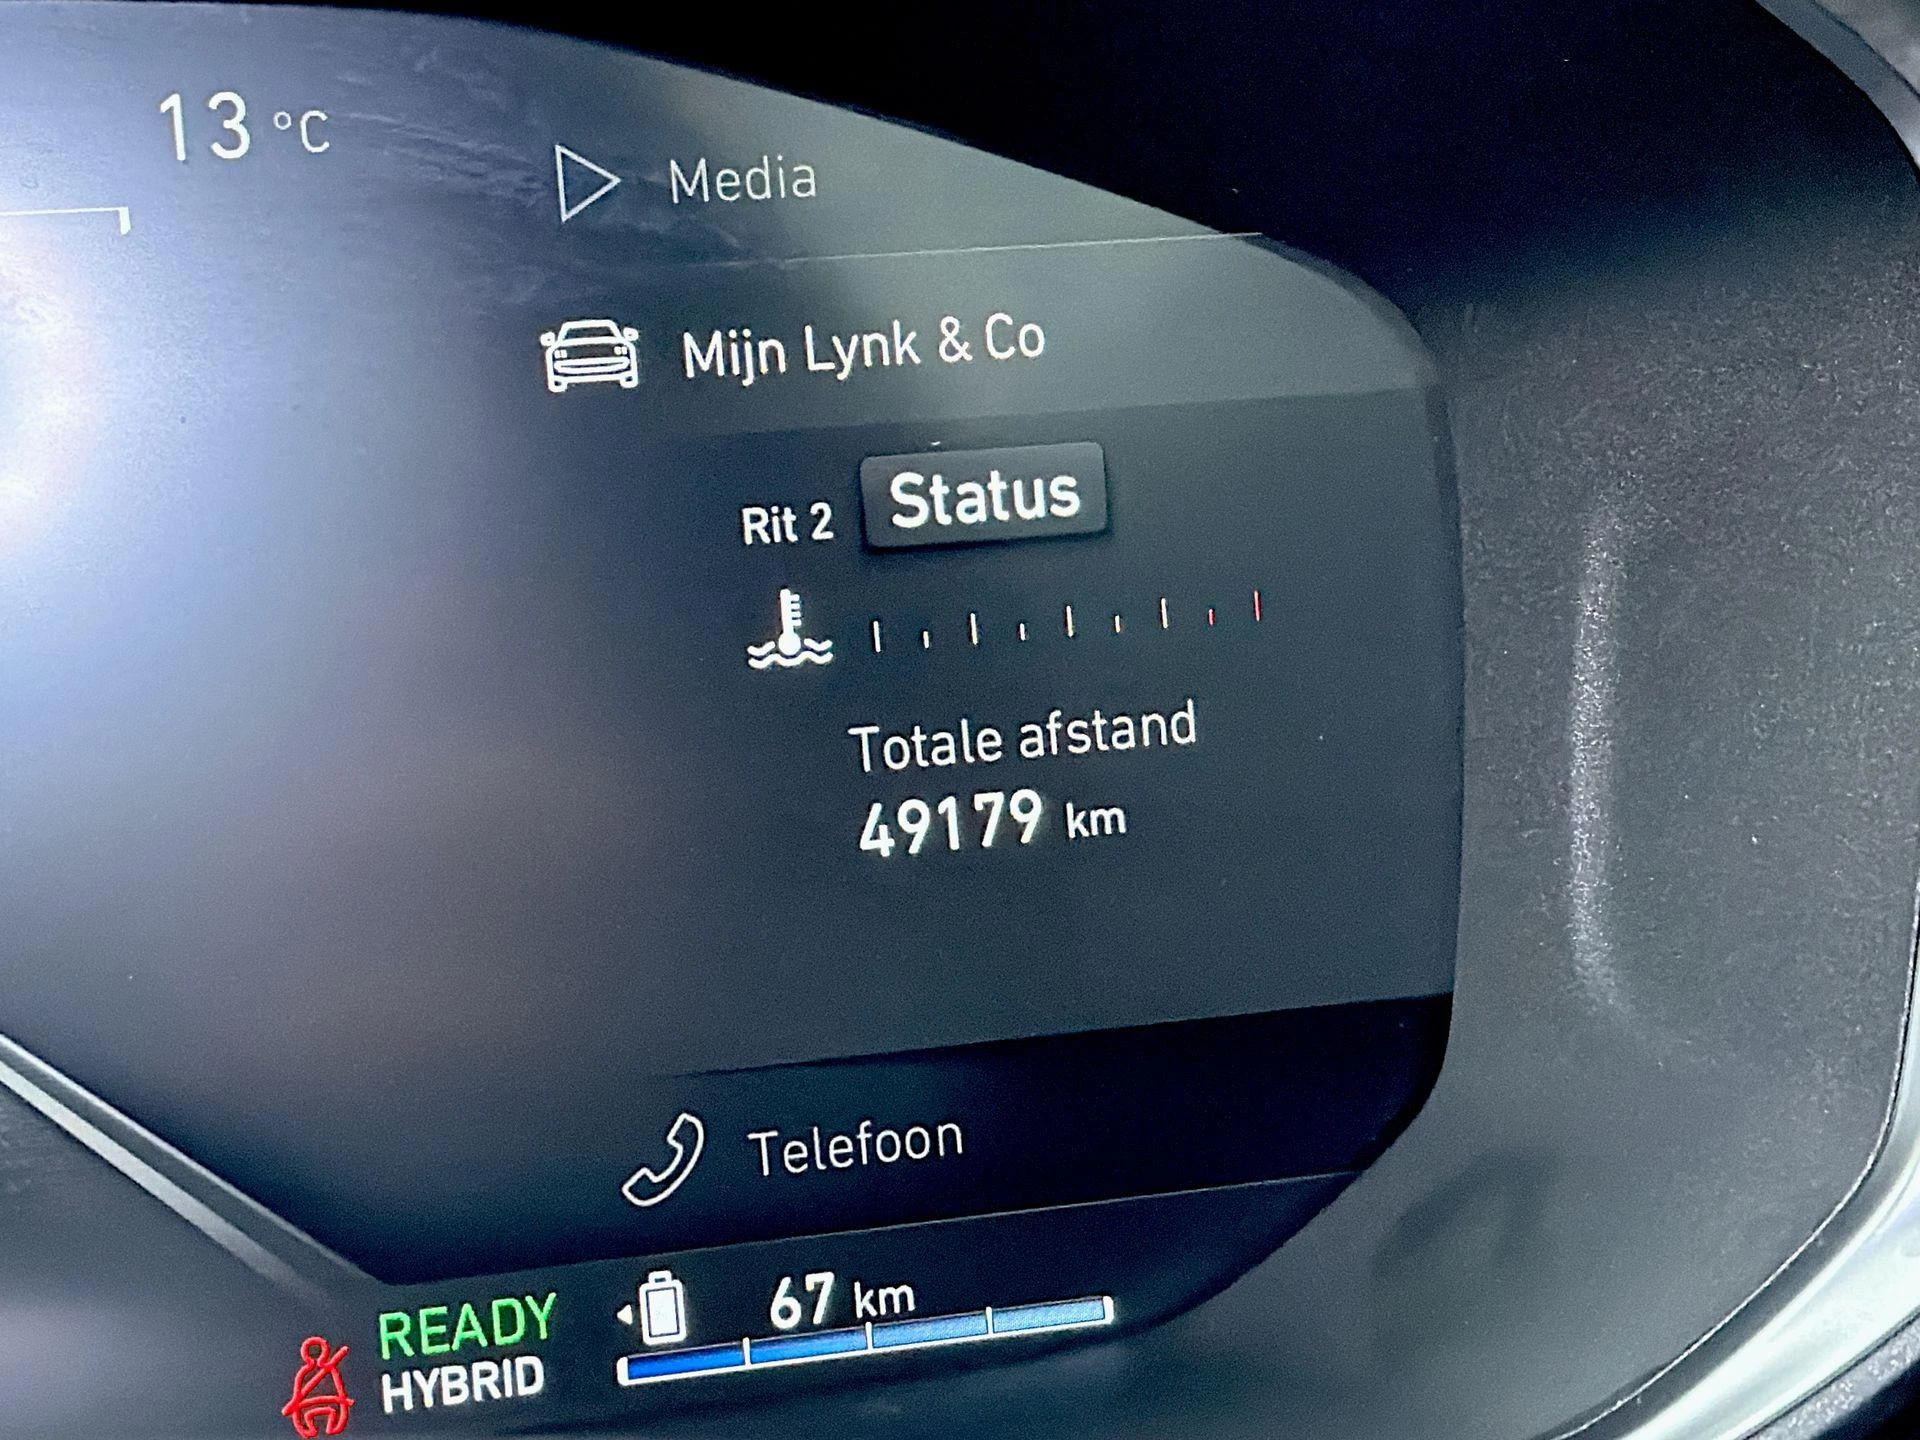 13 °C
Media
Mijn Lynk & Co
Rit 2 Status
Totale afstand
49179 km
Telefoon
READY 67 km
HYBRID